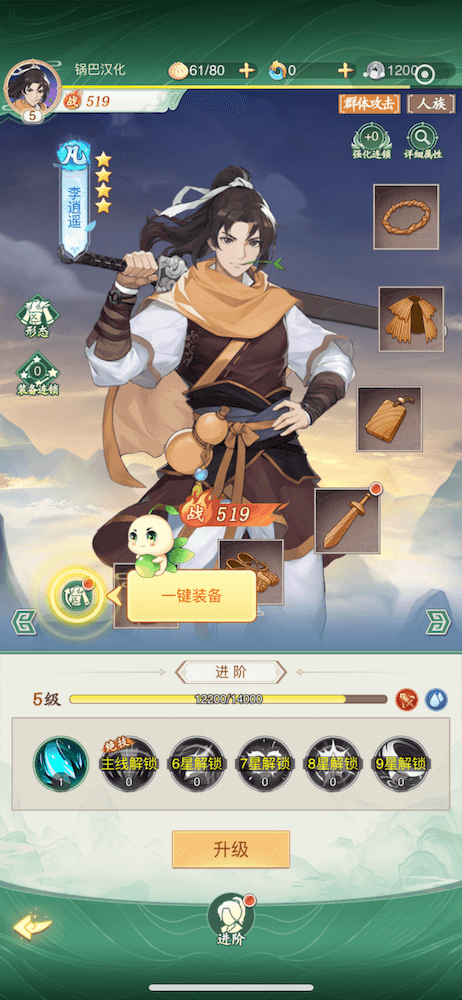 锅巴汉化
61/80
0
1200
5
战 519
群体攻击
人族
凡
李逍遥
+0
强化连锁
详细属性
形态
0
装备连锁
战 519
一键装备
进阶
5级
12200/14000
绝技
1
主线解锁
0
6星解锁
0
7星解锁
0
8星解锁
0
9星解锁
0
升级
进阶